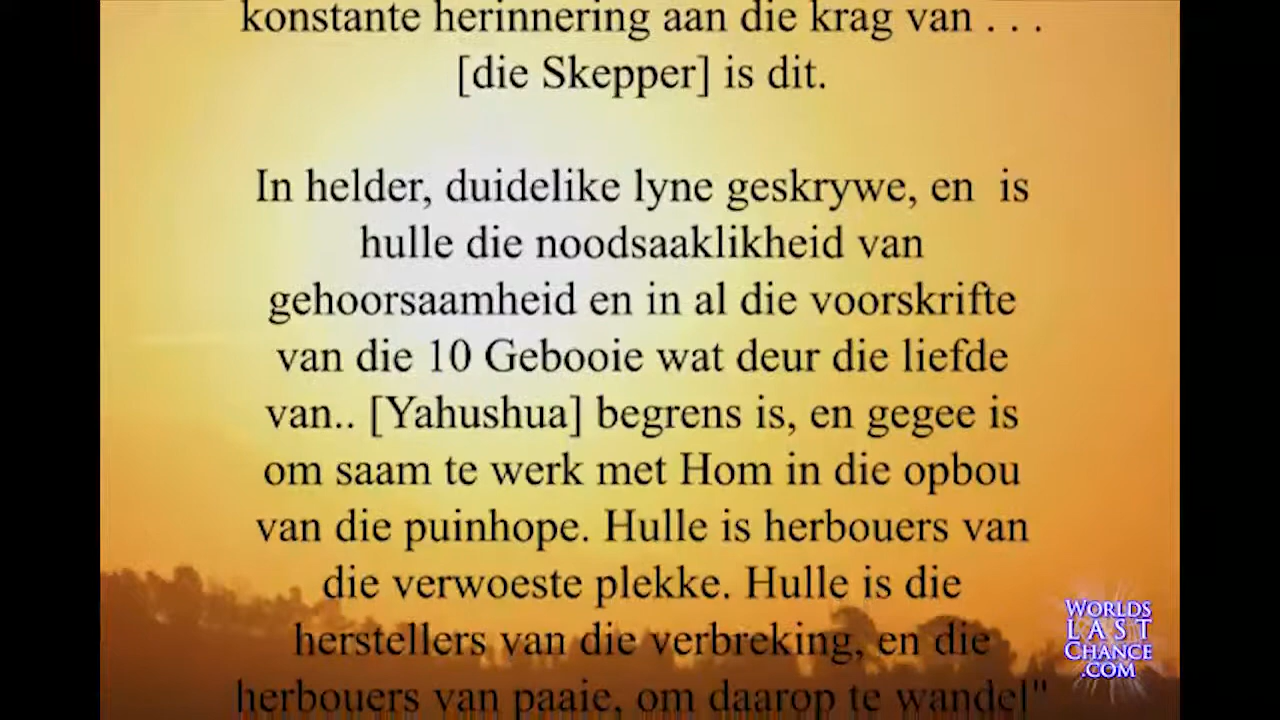 konstante herinnering aan die krag van . . .
[die Skepper] is dit.
In helder, duidelike lyne geskrywe, en  is
hulle die noodsaaklikheid van
gehoorsaamheid en in al die voorskrifte
van die 10 Gebooie wat deur die liefde
van.. [Yahushua] begrens is, en gegee is
om saam te werk met Hom in die opbou
van die puinhope. Hulle is herbouers van
die verwoeste plekke. Hulle is die
herstellers van die verbreking, en die
herbouers van paaie, om daarop te wandel"
WORLDS
LAST
CHANCE
.COM